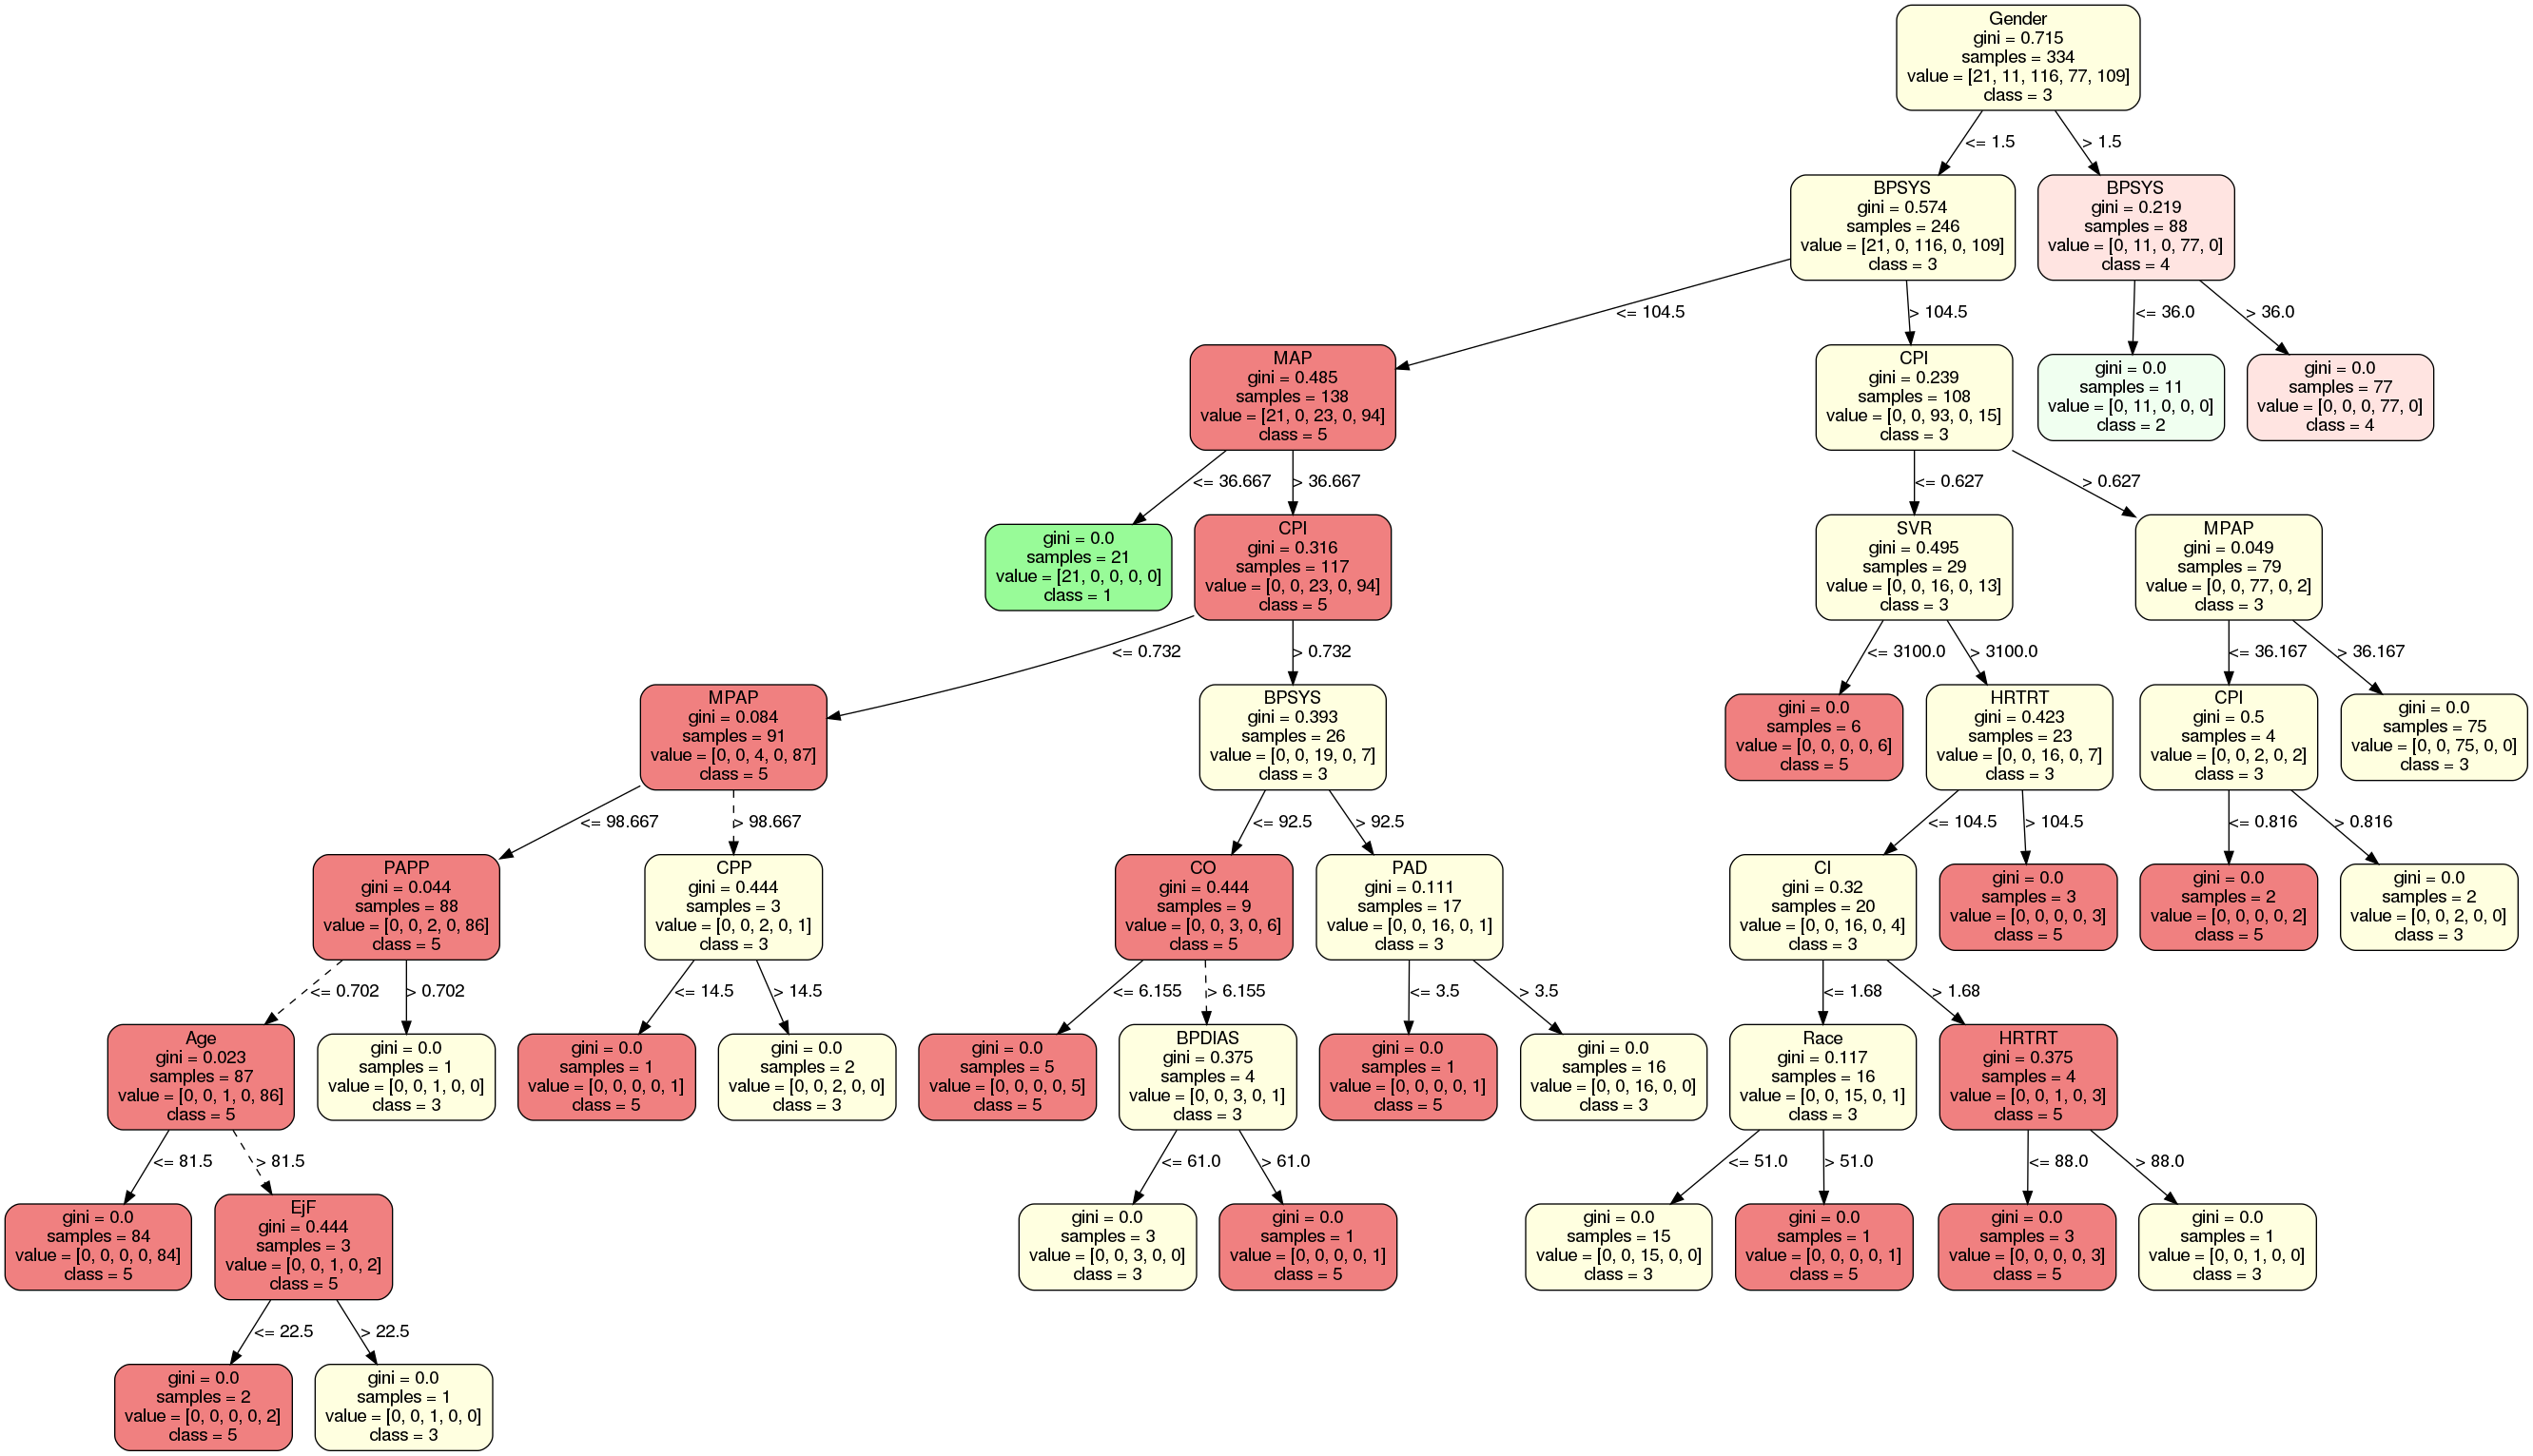 Gender
gini = 0.715
samples = 334
value = [21, 11, 116, 77, 109]
class = 3
<= 1.5
> 1.5
BPSYS
gini = 0.574
samples = 246
value = [21, 0, 116, 0, 109]
class = 3
BPSYS
gini = 0.219
samples = 88
value = [0, 11, 0, 77, 0]
class = 4
<= 104.5
> 104.5
<= 36.0
> 36.0
MAP
gini = 0.485
samples = 138
value = [21, 0, 23, 0, 94]
class = 5
CPI
gini = 0.239
samples = 108
value = [0, 0, 93, 0, 15]
class = 3
gini = 0.0
samples = 11
value = [0, 11, 0, 0, 0]
class = 2
gini = 0.0
samples = 77
value = [0, 0, 0, 77, 0]
class = 4
<= 36.667
> 36.667
<= 0.627
> 0.627
gini = 0.0
samples = 21
value = [21, 0, 0, 0, 0]
class = 1
CPI
gini = 0.316
samples = 117
value = [0, 0, 23, 0, 94]
class = 5
SVR
gini = 0.495
samples = 29
value = [0, 0, 16, 0, 13]
class = 3
MPAP
gini = 0.049
samples = 79
value = [0, 0, 77, 0, 2]
class = 3
<= 0.732
> 0.732
<= 3100.0
> 3100.0
<= 36.167
> 36.167
MPAP
gini = 0.084
samples = 91
value = [0, 0, 4, 0, 87]
class = 5
BPSYS
gini = 0.393
samples = 26
value = [0, 0, 19, 0, 7]
class = 3
gini = 0.0
samples = 6
value = [0, 0, 0, 0, 6]
class = 5
HRTRT
gini = 0.423
samples = 23
value = [0, 0, 16, 0, 7]
class = 3
CPI
gini = 0.5
samples = 4
value = [0, 0, 2, 0, 2]
class = 3
gini = 0.0
samples = 75
value = [0, 0, 75, 0, 0]
class = 3
<= 98.667
> 98.667
<= 92.5
> 92.5
<= 104.5
> 104.5
<= 0.816
> 0.816
PAPP
gini = 0.044
samples = 88
value = [0, 0, 2, 0, 86]
class = 5
CPP
gini = 0.444
samples = 3
value = [0, 0, 2, 0, 1]
class = 3
CO
gini = 0.444
samples = 9
value = [0, 0, 3, 0, 6]
class = 5
PAD
gini = 0.111
samples = 17
value = [0, 0, 16, 0, 1]
class = 3
CI
gini = 0.32
samples = 20
value = [0, 0, 16, 0, 4]
class = 3
gini = 0.0
samples = 3
value = [0, 0, 0, 0, 3]
class = 5
gini = 0.0
samples = 2
value = [0, 0, 0, 0, 2]
class = 5
gini = 0.0
samples = 2
value = [0, 0, 2, 0, 0]
class = 3
<= 0.702
> 0.702
<= 14.5
> 14.5
<= 6.155
> 6.155
<= 3.5
> 3.5
<= 1.68
> 1.68
Age
gini = 0.023
samples = 87
value = [0, 0, 1, 0, 86]
class = 5
gini = 0.0
samples = 1
value = [0, 0, 1, 0, 0]
class = 3
gini = 0.0
samples = 1
value = [0, 0, 0, 0, 1]
class = 5
gini = 0.0
samples = 2
value = [0, 0, 2, 0, 0]
class = 3
gini = 0.0
samples = 5
value = [0, 0, 0, 0, 5]
class = 5
BPDIAS
gini = 0.375
samples = 4
value = [0, 0, 3, 0, 1]
class = 3
gini = 0.0
samples = 1
value = [0, 0, 0, 0, 1]
class = 5
gini = 0.0
samples = 16
value = [0, 0, 16, 0, 0]
class = 3
Race
gini = 0.117
samples = 16
value = [0, 0, 15, 0, 1]
class = 3
HRTRT
gini = 0.375
samples = 4
value = [0, 0, 1, 0, 3]
class = 5
<= 81.5
> 81.5
<= 61.0
> 61.0
<= 51.0
> 51.0
<= 88.0
> 88.0
gini = 0.0
samples = 84
value = [0, 0, 0, 0, 84]
class = 5
EjF
gini = 0.444
samples = 3
value = [0, 0, 1, 0, 2]
class = 5
gini = 0.0
samples = 3
value = [0, 0, 3, 0, 0]
class = 3
gini = 0.0
samples = 1
value = [0, 0, 0, 0, 1]
class = 5
gini = 0.0
samples = 15
value = [0, 0, 15, 0, 0]
class = 3
gini = 0.0
samples = 1
value = [0, 0, 0, 0, 1]
class = 5
gini = 0.0
samples = 3
value = [0, 0, 0, 0, 3]
class = 5
gini = 0.0
samples = 1
value = [0, 0, 1, 0, 0]
class = 3
<= 22.5
> 22.5
gini = 0.0
samples = 2
value = [0, 0, 0, 0, 2]
class = 5
gini = 0.0
samples = 1
value = [0, 0, 1, 0, 0]
class = 3